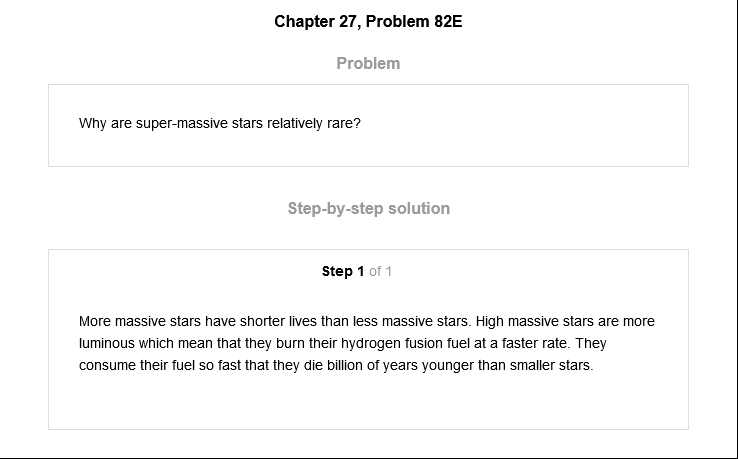 Chapter 27, Problem 82E
Problem
Why are super-massive stars relatively rare?
Step-by-step solution
Step 1 of 1
More massive stars have shorter lives than less massive stars. High massive stars are more
luminous which mean that they burn their hydrogen fusion fuel at a faster rate. They
consume their fuel so fast that they die billion of years younger than smaller stars.